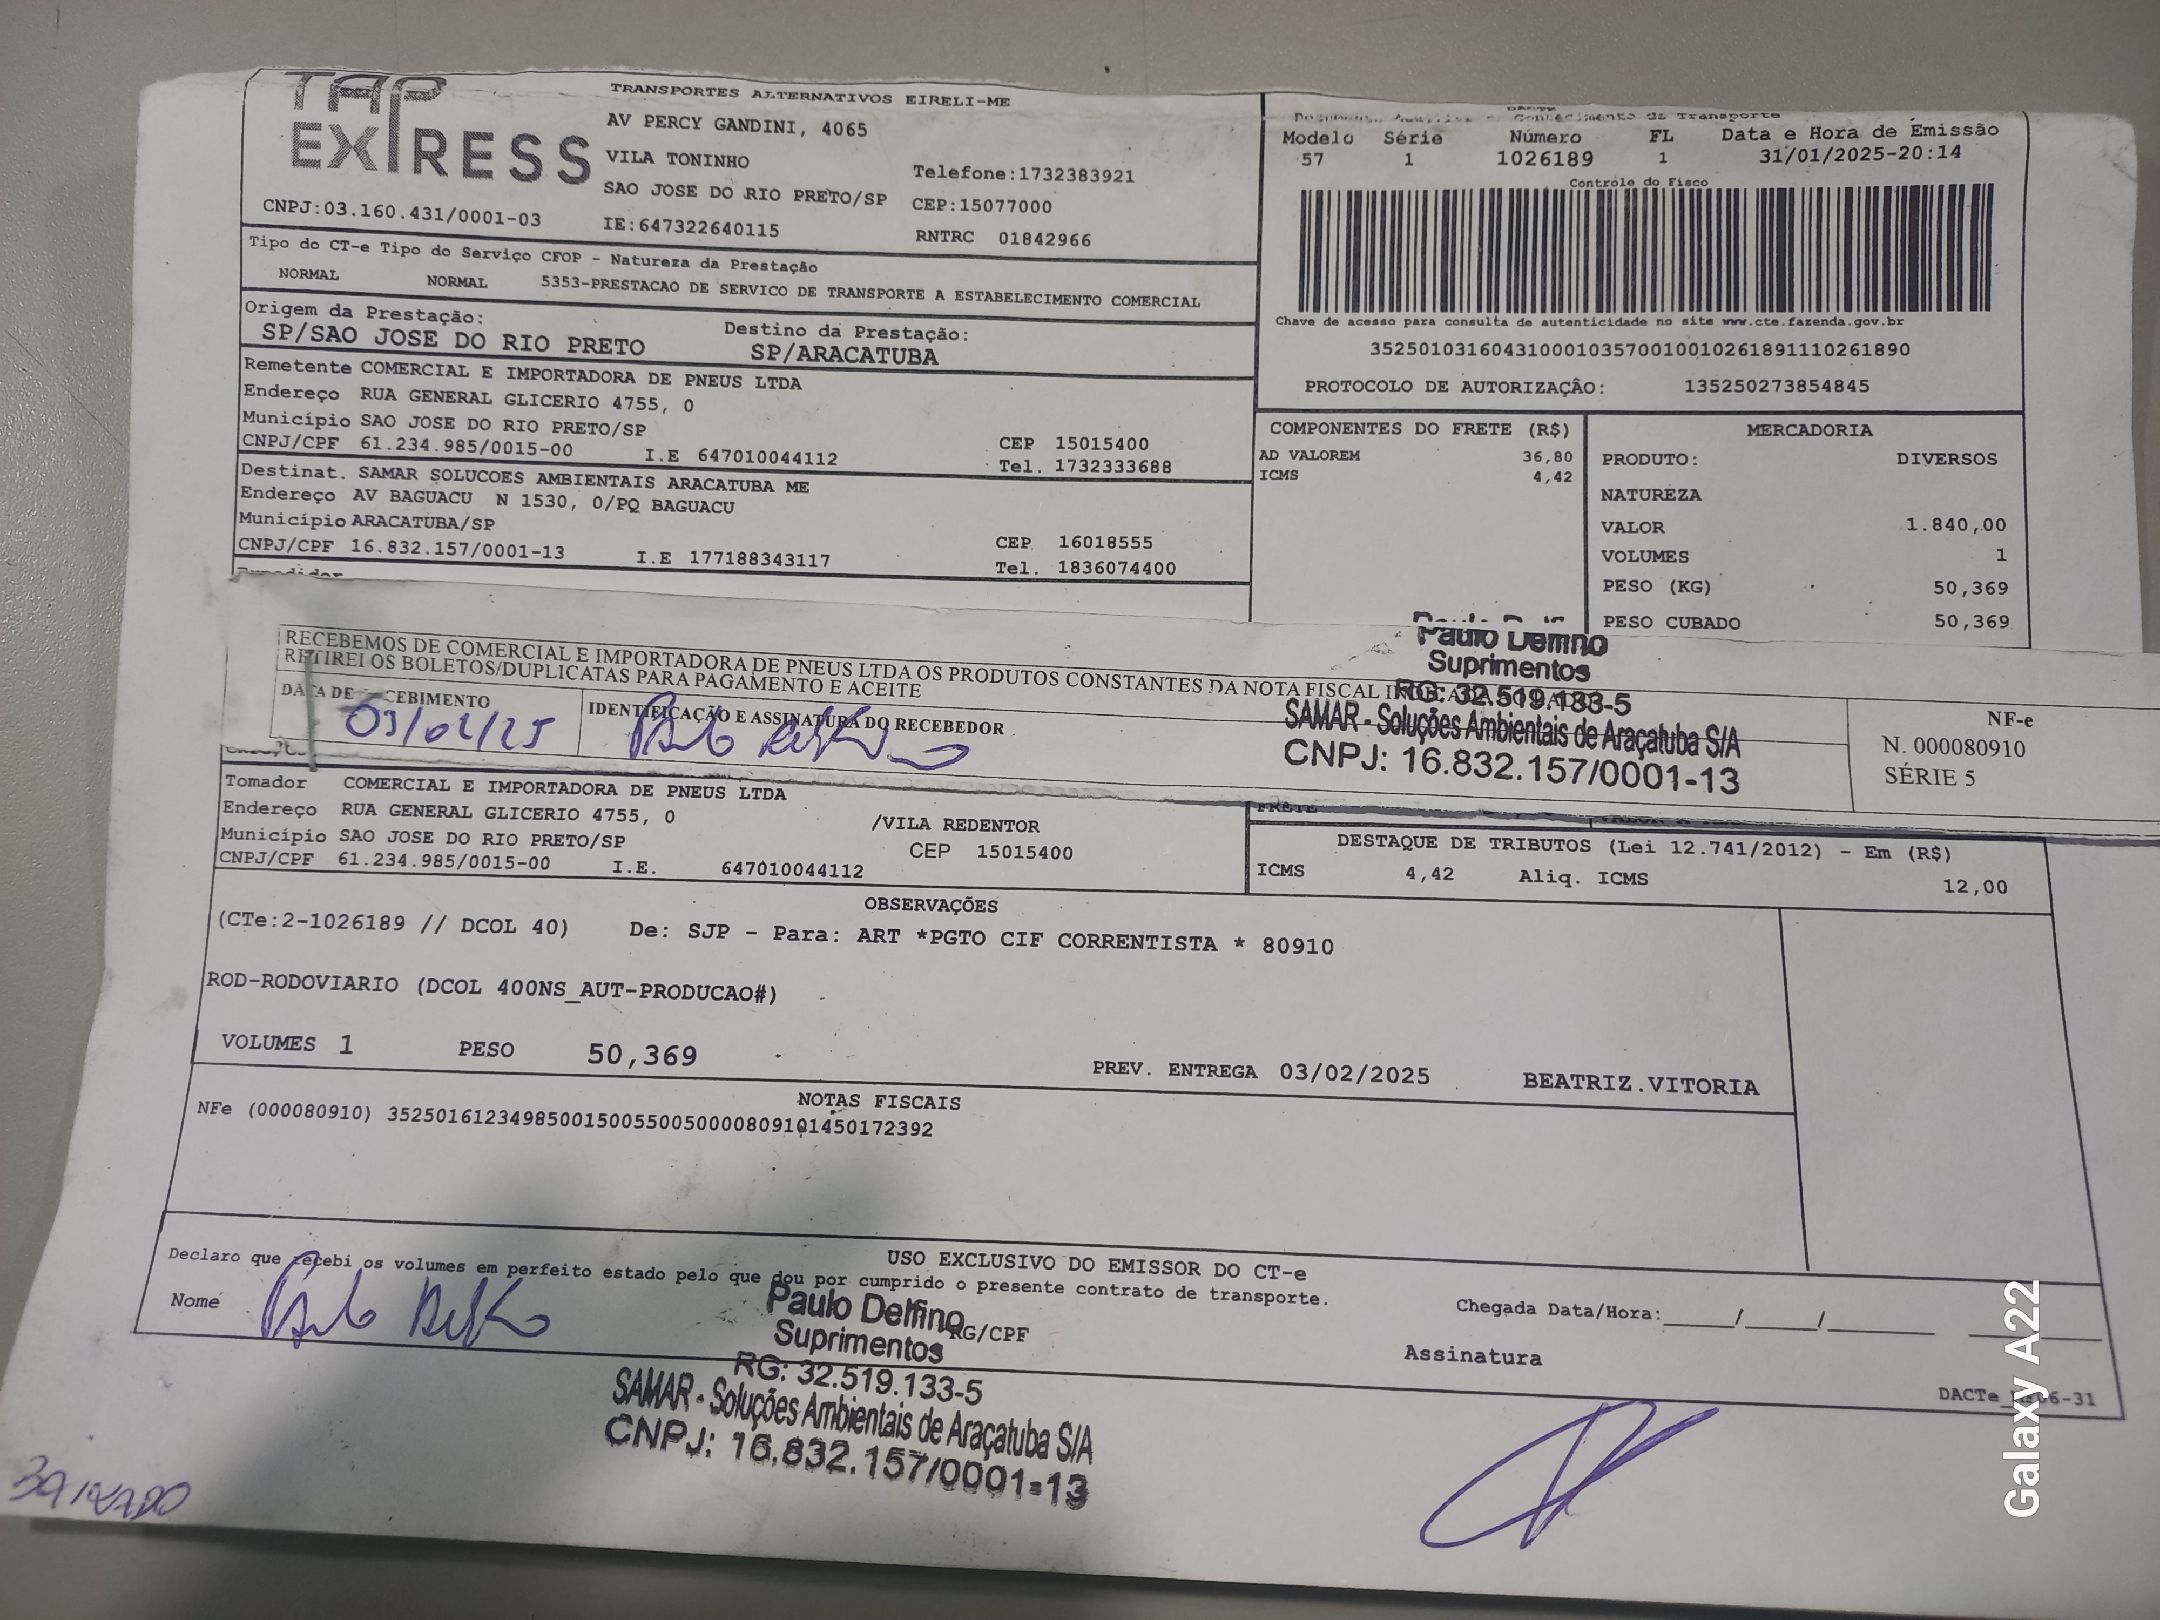 TAP EXPRESS
TRANSPORTES ALTERNATIVOS EIRELI-ME
AV PERCY GANDINI, 4065
VILA TONINHO
Telefone:1732383921
SAO JOSE DO RIO PRETO/SP CEP:15077000
CNPJ:03.160.431/0001-03 IE:647322640115 RNTRC 01842966
DACTE
Conhecimento de Transporte
Modelo Série Número FL Data e Hora de Emissão
57 1 1026189 1 31/01/2025-20:14
Controle do Fisco
Chave de acesso para consulta de autenticidade no site www.cte.fazenda.gov.br
35250103160431000103570010010261891110261890
PROTOCOLO DE AUTORIZAÇÃO: 135250273854845
Tipo do CT-e Tipo do Serviço CFOP - Natureza da Prestação
NORMAL NORMAL 5353-PRESTACAO DE SERVICO DE TRANSPORTE A ESTABELECIMENTO COMERCIAL
Origem da Prestação: Destino da Prestação:
SP/SAO JOSE DO RIO PRETO SP/ARACATUBA
Remetente COMERCIAL E IMPORTADORA DE PNEUS LTDA
Endereço RUA GENERAL GLICERIO 4755, 0
Município SAO JOSE DO RIO PRETO/SP CEP 15015400
CNPJ/CPF 61.234.985/0015-00 I.E 647010044112 Tel. 1732333688
Destinat. SAMAR SOLUCOES AMBIENTAIS ARACATUBA ME
Endereço AV BAGUACU N 1530, 0/PQ BAGUACU
Município ARACATUBA/SP CEP 16018555
CNPJ/CPF 16.832.157/0001-13 I.E 177188343117 Tel. 1836074400
COMPONENTES DO FRETE (R$)
AD VALOREM 36,80
ICMS 4,42
MERCADORIA
PRODUTO: DIVERSOS
NATUREZA
VALOR 1.840,00
VOLUMES 1
PESO (KG) 50,369
PESO CUBADO 50,369
RECEBEMOS DE COMERCIAL E IMPORTADORA DE PNEUS LTDA OS PRODUTOS CONSTANTES DA NOTA FISCAL
RETIREI OS BOLETOS/DUPLICATAS PARA PAGAMENTO E ACEITE
DATA DE RECEBIMENTO IDENTIFICAÇÃO E ASSINATURA DO RECEBEDOR
03/02/25
Paulo Delfino
Suprimentos
RG: 32.519.133-5
SAMAR - Soluções Ambientais de Araçatuba S/A
CNPJ: 16.832.157/0001-13
NF-e
N. 000080910
SÉRIE 5
Tomador COMERCIAL E IMPORTADORA DE PNEUS LTDA
Endereço RUA GENERAL GLICERIO 4755, 0 /VILA REDENTOR
Município SAO JOSE DO RIO PRETO/SP CEP 15015400
CNPJ/CPF 61.234.985/0015-00 I.E. 647010044112
FRETE
DESTAQUE DE TRIBUTOS (Lei 12.741/2012) - Em (R$)
ICMS 4,42 Aliq. ICMS 12,00
OBSERVAÇÕES
(CTe:2-1026189 // DCOL 40) De: SJP - Para: ART *PGTO CIF CORRENTISTA * 80910
ROD-RODOVIARIO (DCOL 400NS_AUT-PRODUCAO#)
VOLUMES 1 PESO 50,369 PREV. ENTREGA 03/02/2025 BEATRIZ.VITORIA
NOTAS FISCAIS
NFe (000080910) 35250161234985001500550050000809101450172392
USO EXCLUSIVO DO EMISSOR DO CT-e
Declaro que recebi os volumes em perfeito estado pelo que dou por cumprido o presente contrato de transporte.
Nome RG/CPF Chegada Data/Hora:_____/_____/_______
Assinatura
Paulo Delfino
Suprimentos
RG: 32.519.133-5
SAMAR - Soluções Ambientais de Araçatuba S/A
CNPJ: 16.832.157/0001-13
Galaxy A22